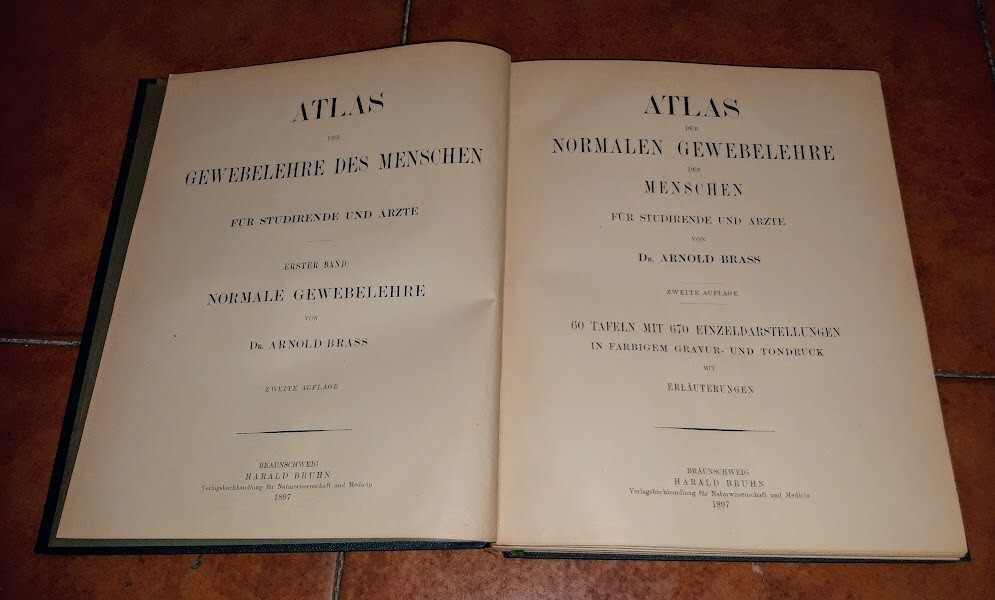 ATLAS
DER
GEWEBELEHRE DES MENSCHEN
FÜR STUDIRENDE UND ÄRZTE
ERSTER BAND:
NORMALE GEWEBELEHRE
VON
DR. ARNOLD BRASS
ZWEITE AUFLAGE
BRAUNSCHWEIG
HARALD BRUHN
Verlagsbuchhandlung für Naturwissenschaft und Medicin
1897
ATLAS
DER
NORMALEN GEWEBELEHRE
DES
MENSCHEN
FÜR STUDIRENDE UND ÄRZTE
VON
DR. ARNOLD BRASS
ZWEITE AUFLAGE
60 TAFELN MIT 670 EINZELDARSTELLUNGEN
IN FARBIGEM GRAVUR- UND TONDRUCK
MIT
ERLÄUTERUNGEN
BRAUNSCHWEIG
HARALD BRUHN
Verlagsbuchhandlung für Naturwissenschaft und Medicin
1897